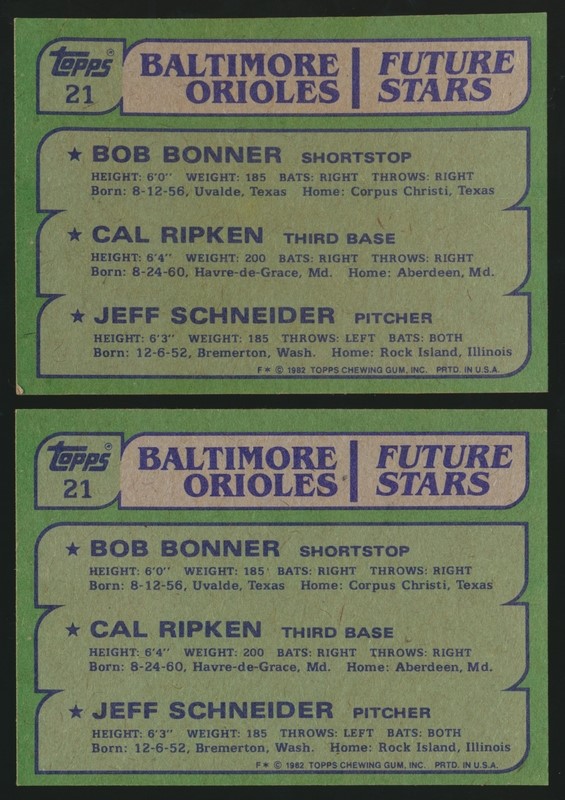 Topps
®
21
BALTIMORE
ORIOLES
FUTURE
STARS
★ BOB BONNER SHORTSTOP
HEIGHT: 6'0" WEIGHT: 185 BATS: RIGHT THROWS: RIGHT
Born: 8-12-56, Uvalde, Texas Home: Corpus Christi, Texas
★ CAL RIPKEN THIRD BASE
HEIGHT: 6'4" WEIGHT: 200 BATS: RIGHT THROWS: RIGHT
Born: 8-24-60, Havre-de-Grace, Md. Home: Aberdeen, Md.
★ JEFF SCHNEIDER PITCHER
HEIGHT: 6'3" WEIGHT: 185 THROWS: LEFT BATS: BOTH
Born: 12-6-52, Bremerton, Wash. Home: Rock Island, Illinois
F* © 1982 TOPPS CHEWING GUM, INC. PRTD. IN U.S.A.
Topps
®
21
BALTIMORE
ORIOLES
FUTURE
STARS
★ BOB BONNER SHORTSTOP
HEIGHT: 6'0" WEIGHT: 185 BATS: RIGHT THROWS: RIGHT
Born: 8-12-56, Uvalde, Texas Home: Corpus Christi, Texas
★ CAL RIPKEN THIRD BASE
HEIGHT: 6'4" WEIGHT: 200 BATS: RIGHT THROWS: RIGHT
Born: 8-24-60, Havre-de-Grace, Md. Home: Aberdeen, Md.
★ JEFF SCHNEIDER PITCHER
HEIGHT: 6'3" WEIGHT: 185 THROWS: LEFT BATS: BOTH
Born: 12-6-52, Bremerton, Wash. Home: Rock Island, Illinois
F* © 1982 TOPPS CHEWING GUM, INC. PRTD. IN U.S.A.